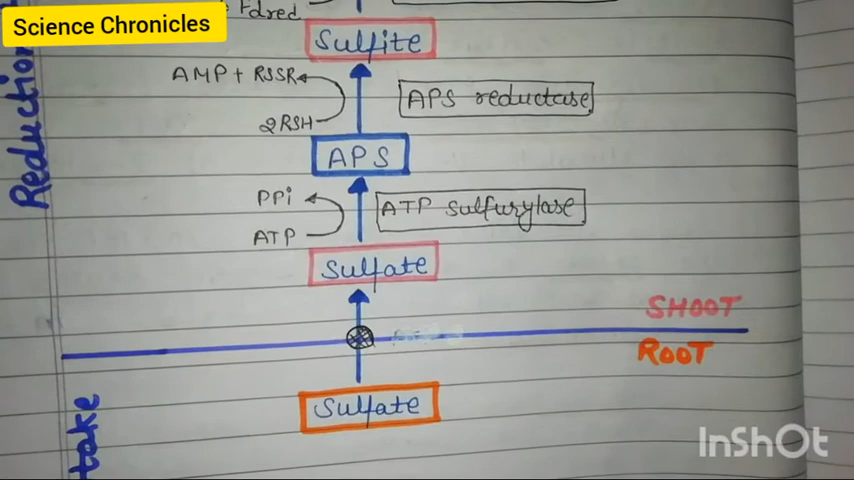 Science Chronicles
Fdred
Sulfite
AMP + RSSR
APS reductase
2RSH
APS
PPi
ATP sulfurylase
ATP
Sulfate
SHOOT
ROOT
Sulfate
Reduction
take
InShOt